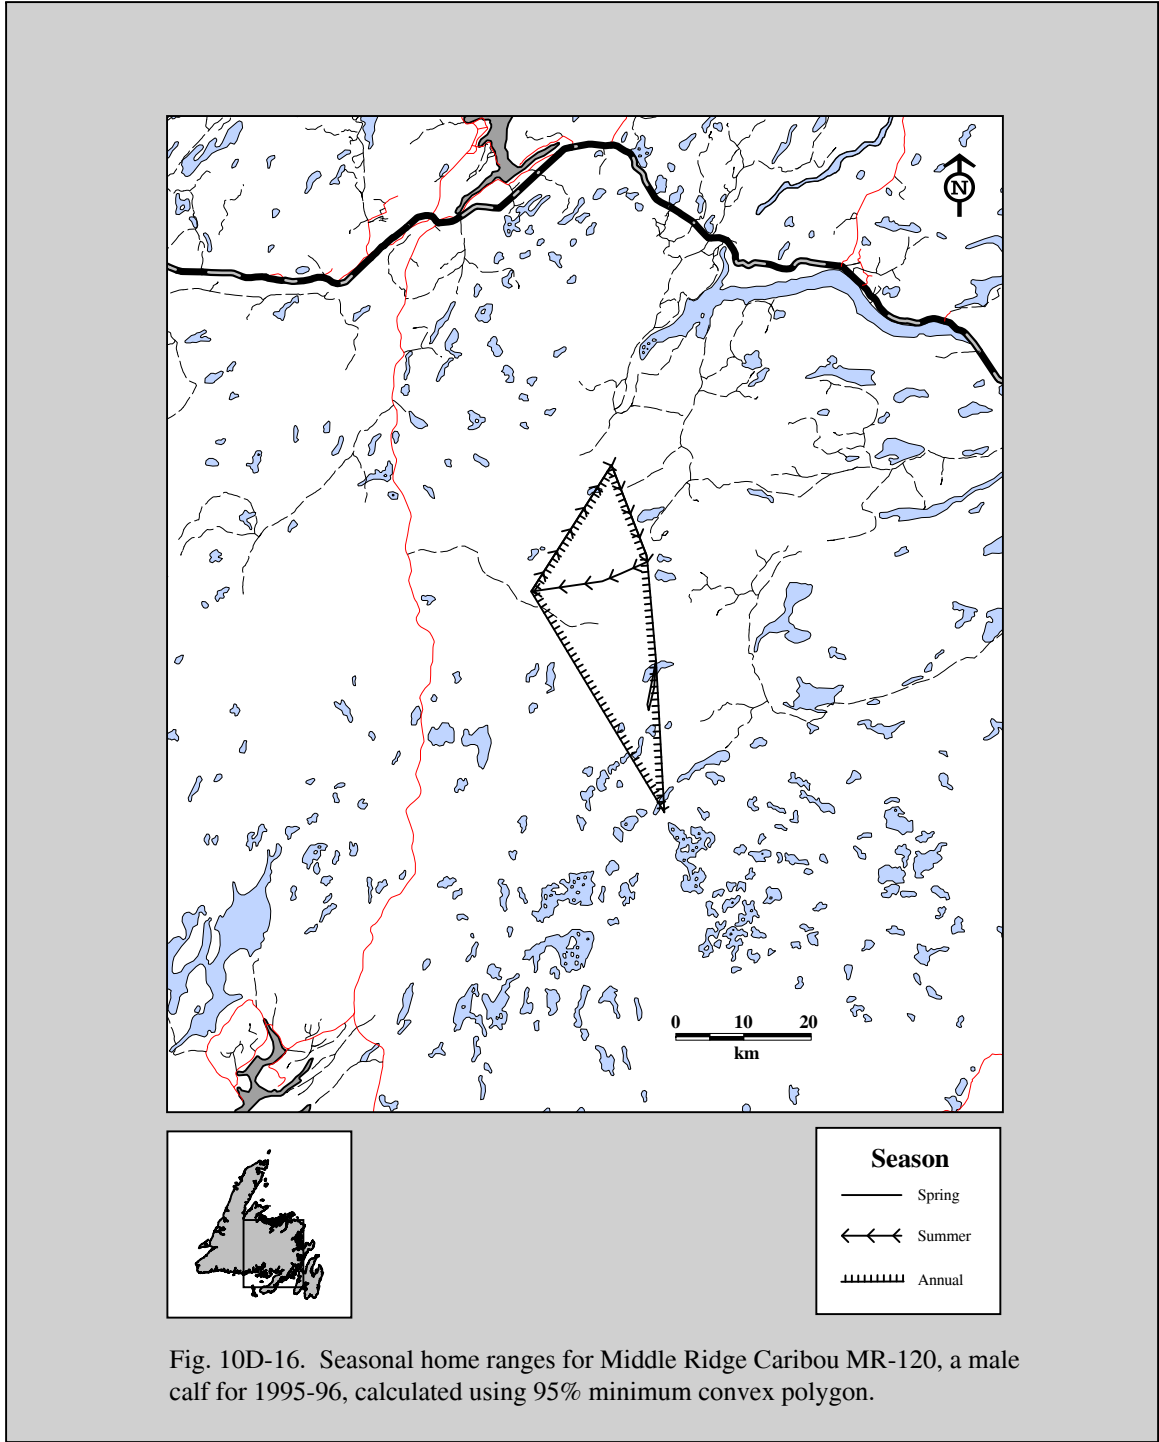 N
0 10 20
km
Season
Spring
Summer
Annual
Fig. 10D-16. Seasonal home ranges for Middle Ridge Caribou MR-120, a male
calf for 1995-96, calculated using 95% minimum convex polygon.